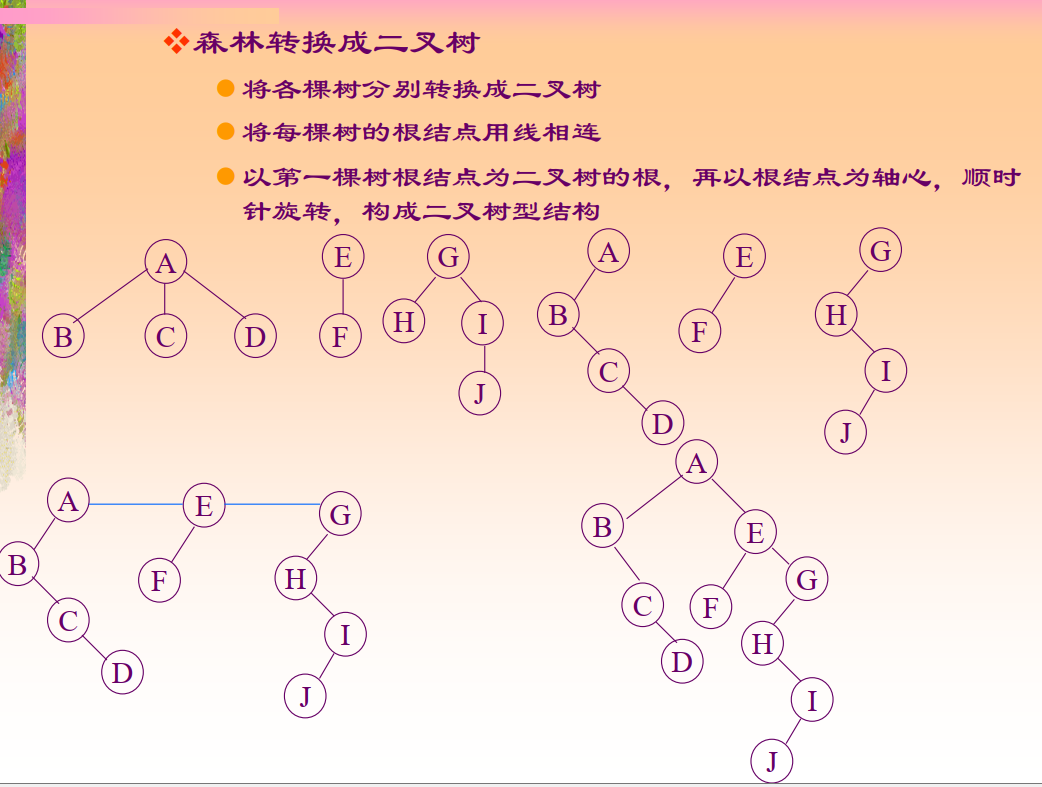 森林转换成二叉树
将各棵树分别转换成二叉树
将每棵树的根结点用线相连
以第一棵树根结点为二叉树的根，再以根结点为轴心，顺时
针旋转，构成二叉树型结构
A
B C D
E
F
G
H I
J
A
B
C
D
E
F
G
H
I
J
A E G
B F H
C I
D J
A
B E
C F G
D H
I
J